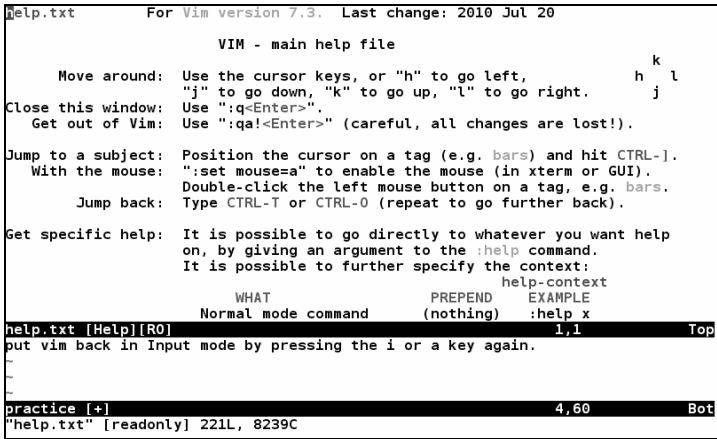 help.txt For Vim version 7.3. Last change: 2010 Jul 20
VIM - main help file
k
Move around: Use the cursor keys, or "h" to go left, h l
"j" to go down, "k" to go up, "l" to go right. j
Close this window: Use ":q<Enter>".
Get out of Vim: Use ":qa!<Enter>" (careful, all changes are lost!).
Jump to a subject: Position the cursor on a tag (e.g. bars) and hit CTRL-].
With the mouse: ":set mouse=a" to enable the mouse (in xterm or GUI).
Double-click the left mouse button on a tag, e.g. bars.
Jump back: Type CTRL-T or CTRL-O (repeat to go further back).
Get specific help: It is possible to go directly to whatever you want help
on, by giving an argument to the :help command.
It is possible to further specify the context:
help-context
WHAT PREPEND EXAMPLE
Normal mode command (nothing) :help x
help.txt [Help][RO] 1,1 Top
put vim back in Input mode by pressing the i or a key again.
~
~
~
practice [+] 4,60 Bot
"help.txt" [readonly] 221L, 8239C